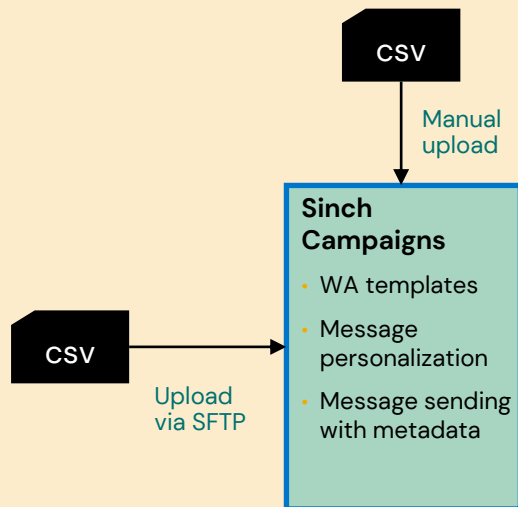 CSV
Manual
upload
Sinch
Campaigns
• WA templates
• Message
personalization
• Message sending
with metadata
CSV
Upload
via SFTP